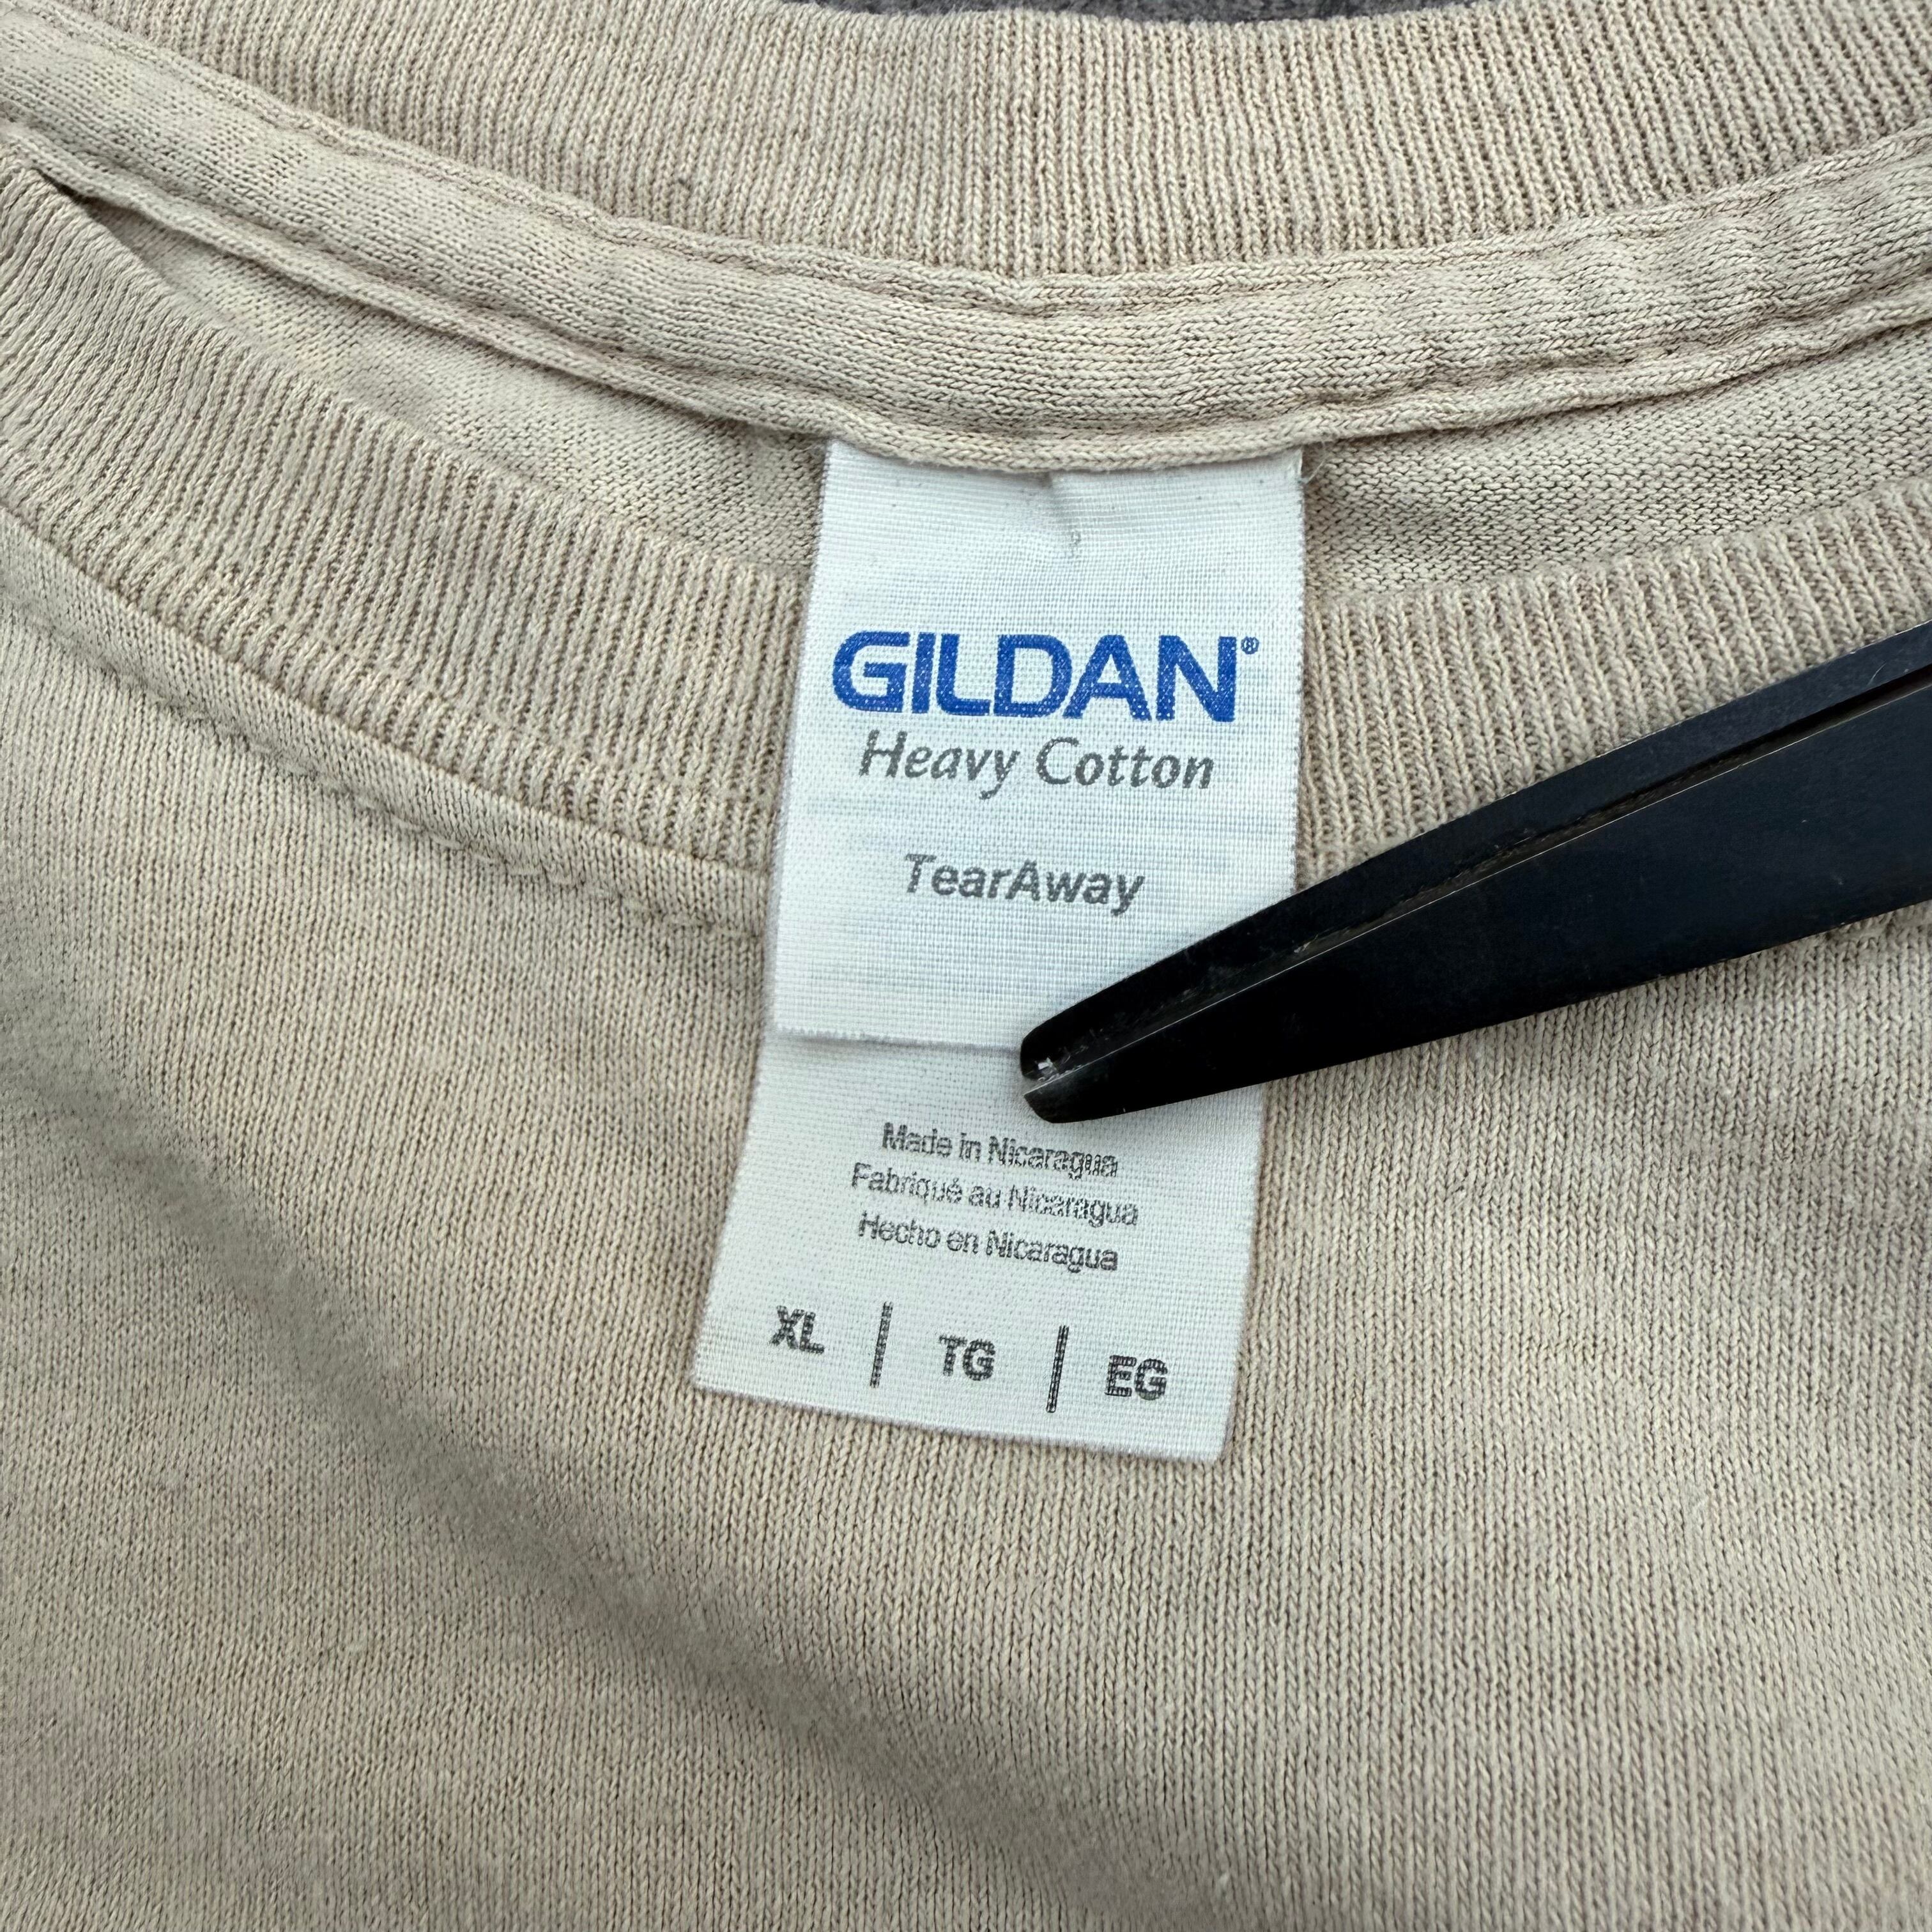 GILDAN®
Heavy Cotton
TearAway
Made in Nicaragua
Fabriqué au Nicaragua
Hecho en Nicaragua
XL | TG | EG